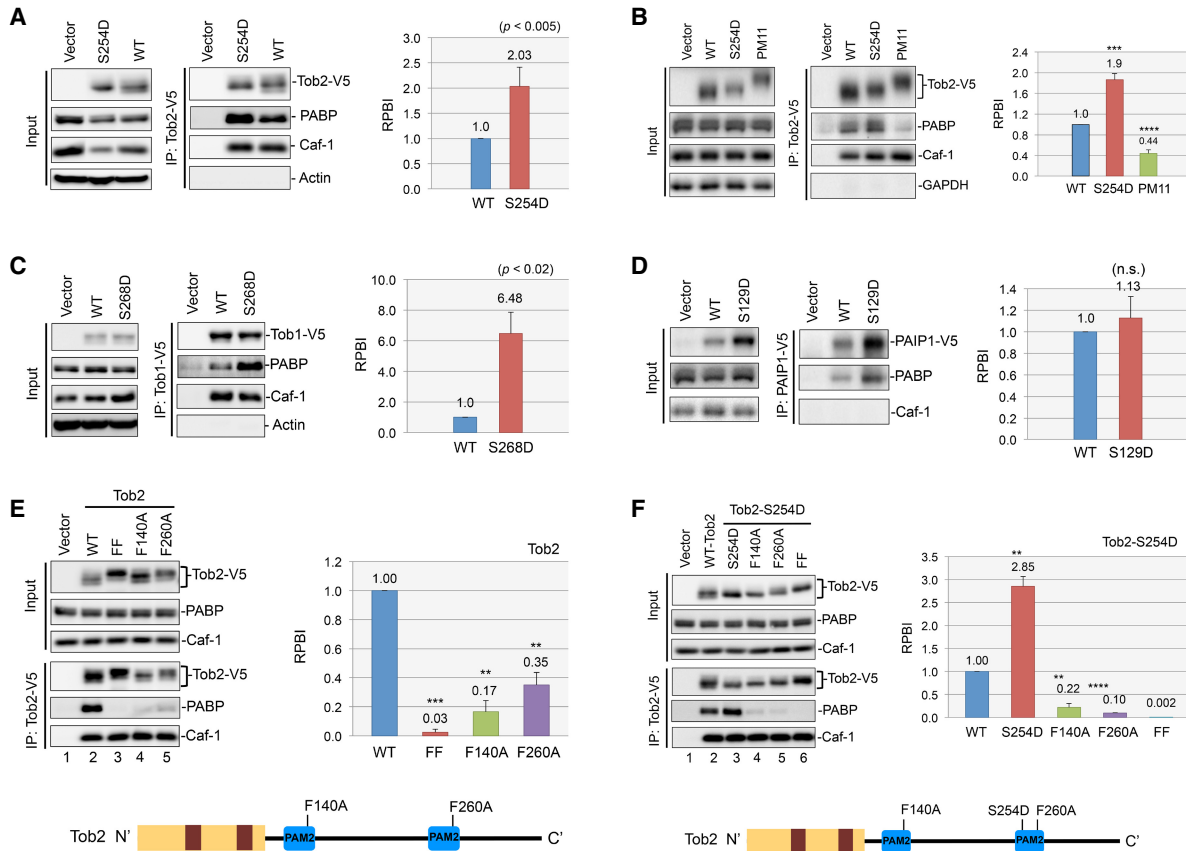 A
Vector
S254D
WT
Vector
S254D
WT
Input
IP: Tob2-V5
-Tob2-V5
- PABP
- Caf-1
- Actin
(p < 0.005)
RPBI
3.0
2.5
2.0
1.5
1.0
0.5
0.0
1.0
2.03
WT S254D
B
Vector
WT
S254D
PM11
Vector
WT
S254D
PM11
Input
IP: Tob2-V5
-Tob2-V5
-PABP
-Caf-1
-GAPDH
RPBI
2.4
2.0
1.6
1.2
0.8
0.4
0.0
1.0
***
1.9
****
0.44
WT S254D PM11
C
Vector
WT
S268D
Vector
WT
S268D
Input
IP: Tob1-V5
-Tob1-V5
-PABP
-Caf-1
- Actin
(p < 0.02)
RPBI
10.0
8.0
6.0
4.0
2.0
0.0
1.0
6.48
WT S268D
D
Vector
WT
S129D
Vector
WT
S129D
Input
IP: PAIP1-V5
-PAIP1-V5
-PABP
-Caf-1
(n.s.)
RPBI
1.4
1.2
1.0
0.8
0.6
0.4
0.2
0.0
1.0
1.13
WT S129D
E
Tob2
Vector
WT
FF
F140A
F260A
Input
-Tob2-V5
-PABP
-Caf-1
IP: Tob2-V5
-Tob2-V5
-PABP
-Caf-1
1 2 3 4 5
Tob2
RPBI
1.2
1.0
0.8
0.6
0.4
0.2
0.0
1.00
***
0.03
**
0.17
**
0.35
WT FF F140A F260A
Tob2 N' PAM2 F140A PAM2 F260A C'
F
Tob2-S254D
Vector
WT-Tob2
S254D
F140A
F260A
FF
Input
-Tob2-V5
-PABP
-Caf-1
IP: Tob2-V5
-Tob2-V5
-PABP
-Caf-1
1 2 3 4 5 6
Tob2-S254D
RPBI
3.5
3.0
2.5
2.0
1.5
1.0
0.5
0.0
1.00
**
2.85
**
0.22
****
0.10
0.002
WT S254D F140A F260A FF
Tob2 N' PAM2 F140A S254D PAM2 F260A C'